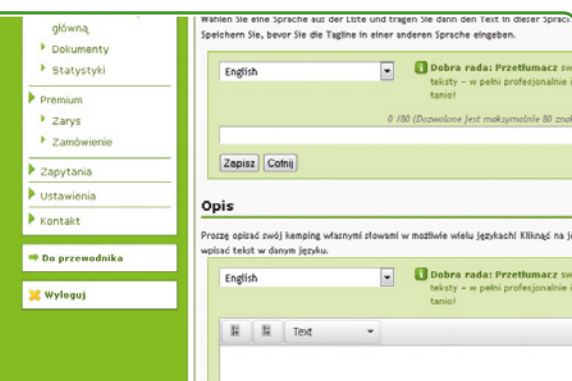 główną
Dokumenty
Statystyki
Premium
Zarys
Zamówienie
Zapytania
Ustawienia
Kontakt
Do przewodnika
Wyloguj
Wählen Sie eine Sprache aus der Liste und tragen Sie dann den Text in dieser
Speichern Sie, bevor Sie die Tagline in einer anderen Sprache eingeben.
English
Dobra rada: Przetłumacz
teksty – w pełni profesjonalnie i
tanio!
0 /80 (Dozwolone jest maksymalnie 80
Zapisz Cofnij
Opis
Proszę opisać swój kemping własnymi słowami w możliwie wielu językach! Kliknąć na
wpisać tekst w danym języku.
English
Dobra rada: Przetłumacz
teksty – w pełni profesjonalnie i
tanio!
Text